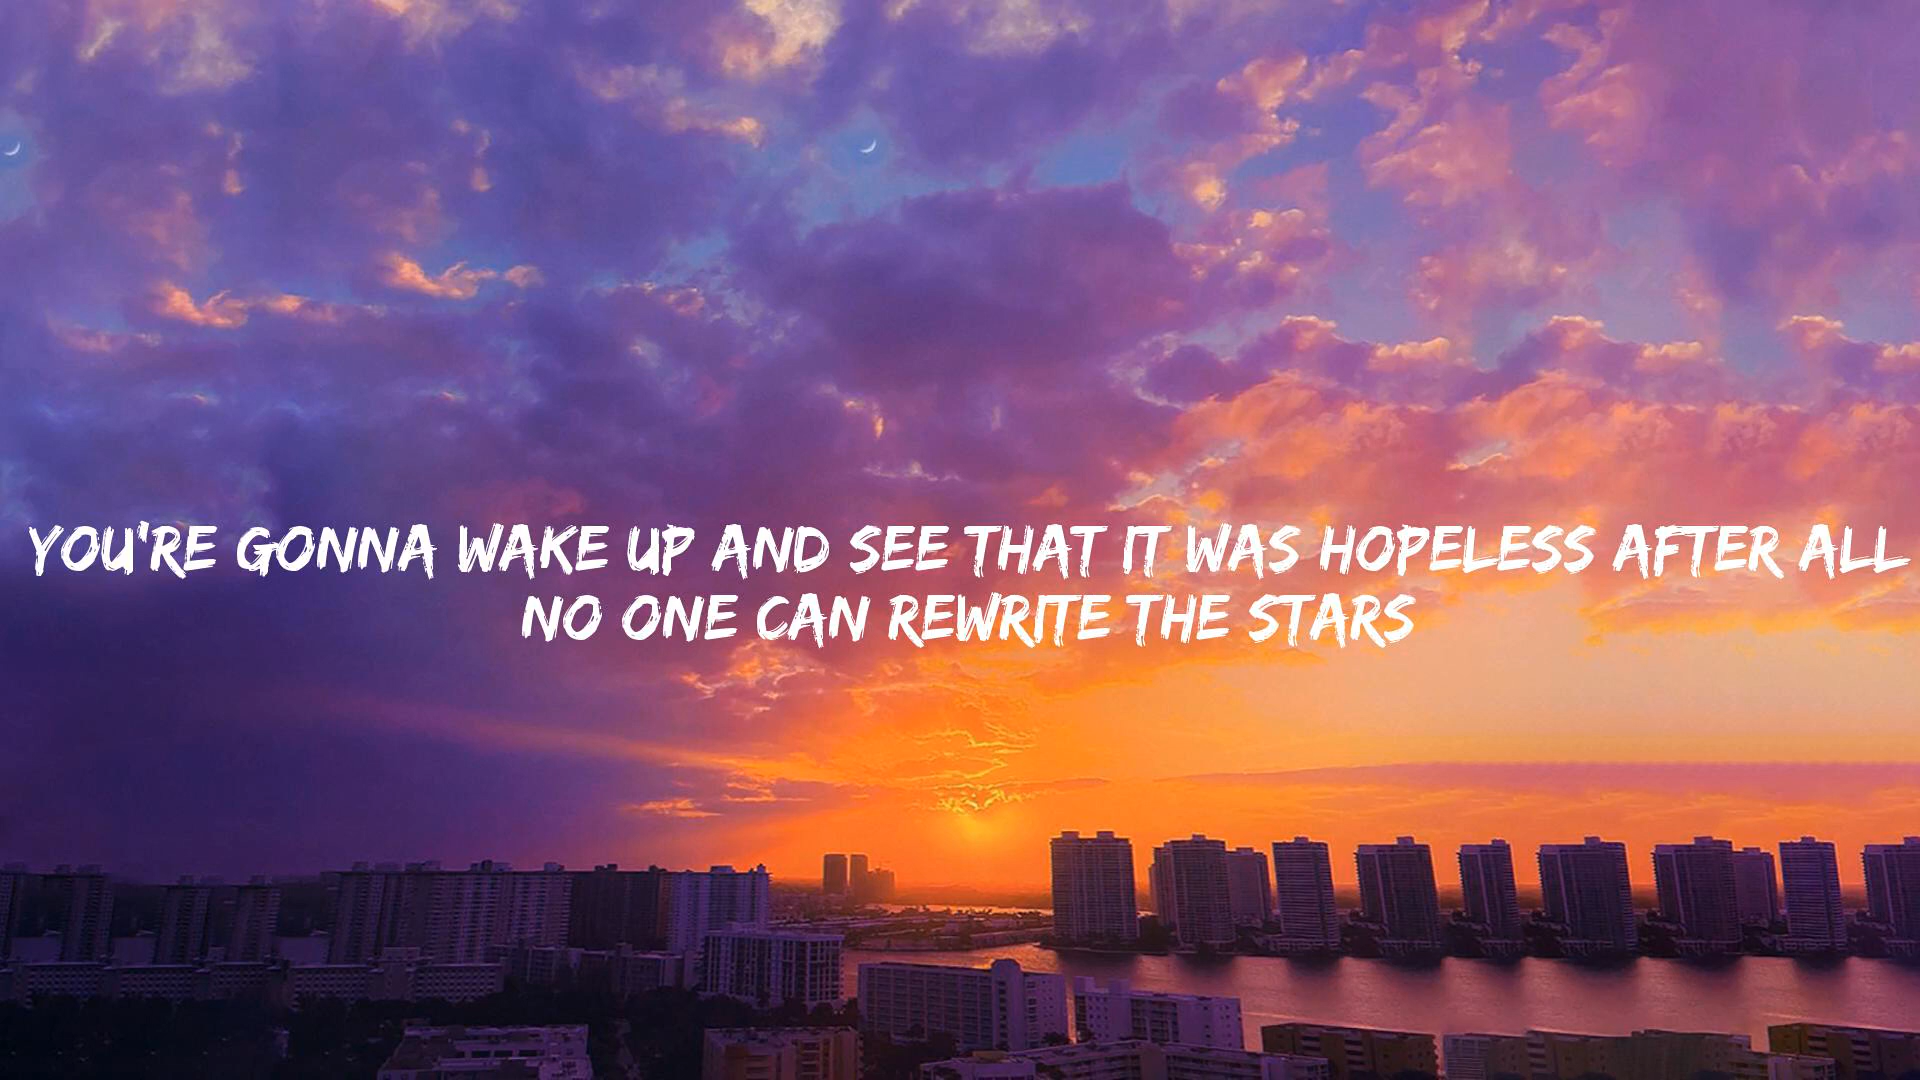 YOU'RE GONNA WAKE UP AND SEE THAT IT WAS HOPELESS AFTER ALL
NO ONE CAN REWRITE THE STARS